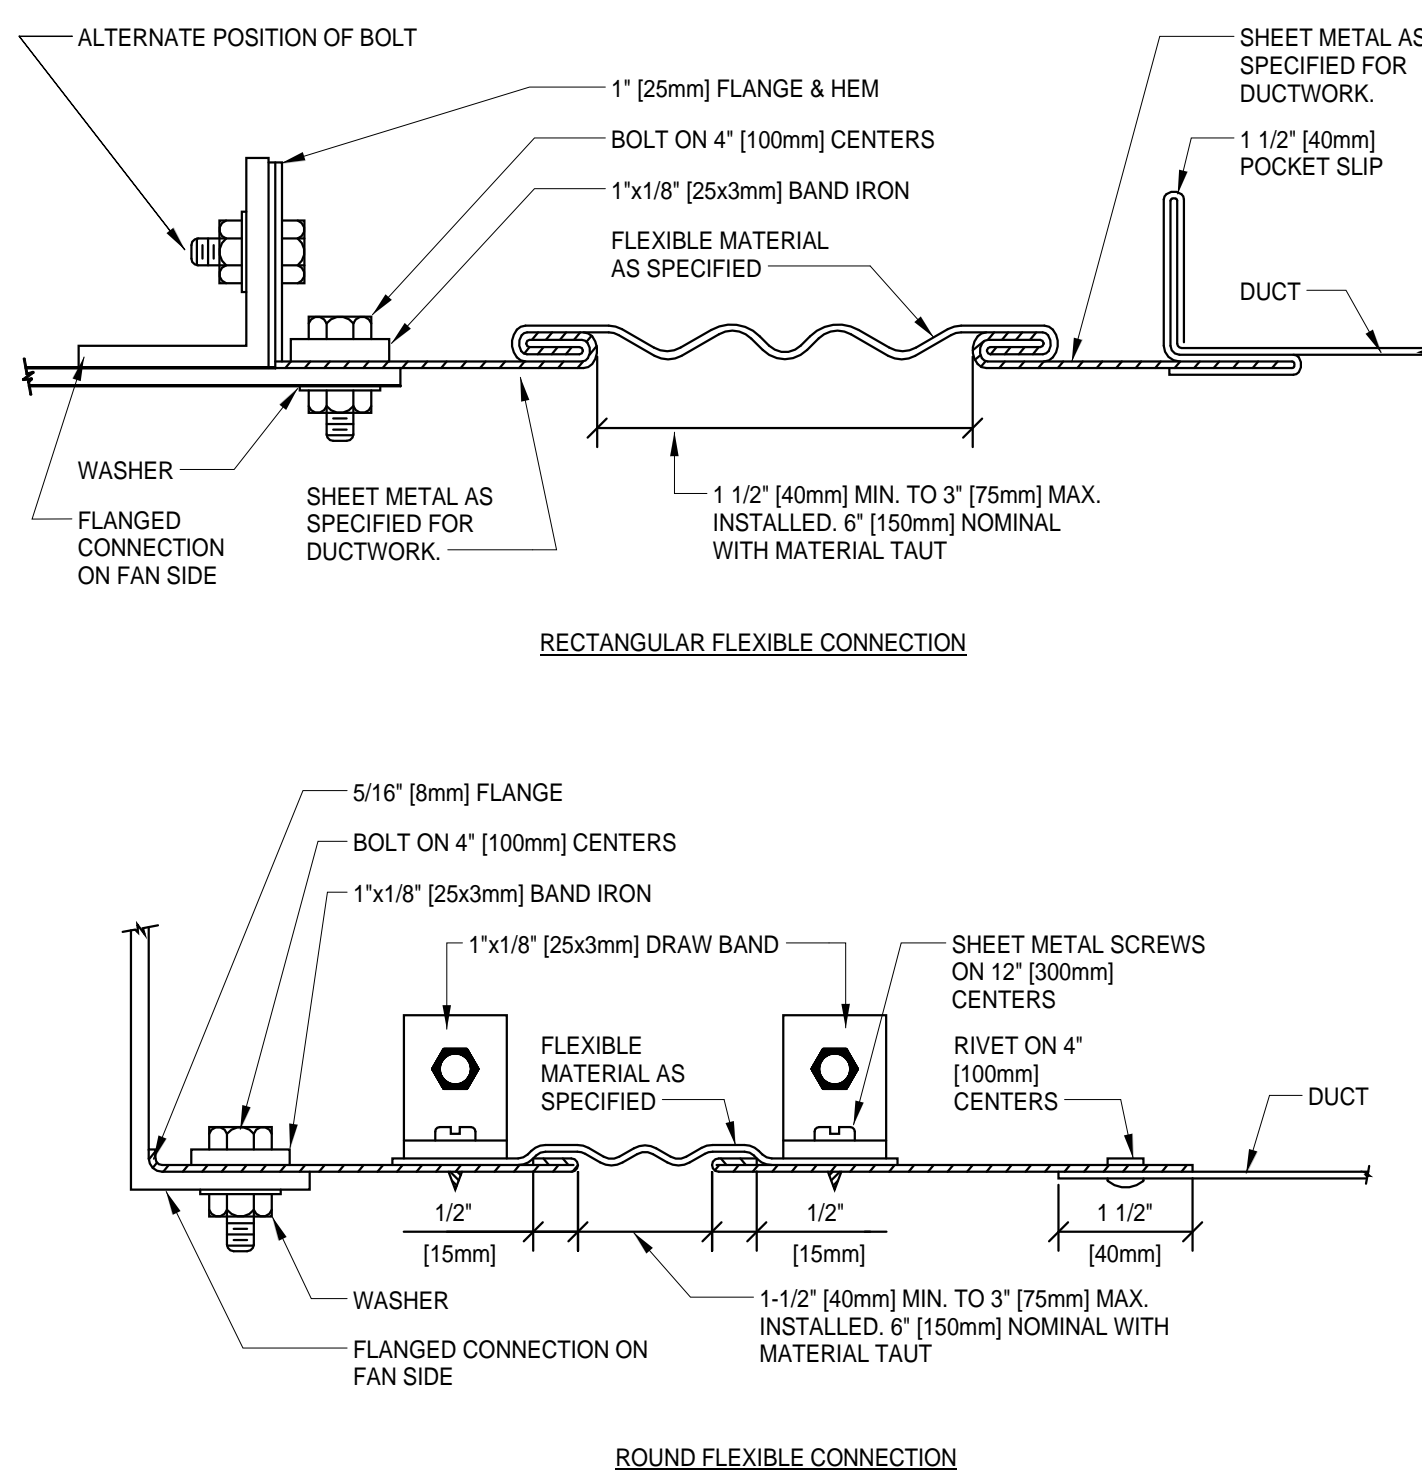 ALTERNATE POSITION OF BOLT
1" [25mm] FLANGE & HEM
BOLT ON 4" [100mm] CENTERS
1"x1/8" [25x3mm] BAND IRON
FLEXIBLE MATERIAL
AS SPECIFIED
SHEET METAL AS
SPECIFIED FOR
DUCTWORK.
1 1/2" [40mm]
POCKET SLIP
DUCT
WASHER
FLANGED
CONNECTION
ON FAN SIDE
SHEET METAL AS
SPECIFIED FOR
DUCTWORK.
1 1/2" [40mm] MIN. TO 3" [75mm] MAX.
INSTALLED. 6" [150mm] NOMINAL
WITH MATERIAL TAUT
RECTANGULAR FLEXIBLE CONNECTION
5/16" [8mm] FLANGE
BOLT ON 4" [100mm] CENTERS
1"x1/8" [25x3mm] BAND IRON
1"x1/8" [25x3mm] DRAW BAND
SHEET METAL SCREWS
ON 12" [300mm]
CENTERS
FLEXIBLE
MATERIAL AS
SPECIFIED
RIVET ON 4"
[100mm]
CENTERS
DUCT
1/2"
[15mm]
1/2"
[15mm]
1 1/2"
[40mm]
WASHER
FLANGED CONNECTION ON
FAN SIDE
1-1/2" [40mm] MIN. TO 3" [75mm] MAX.
INSTALLED. 6" [150mm] NOMINAL WITH
MATERIAL TAUT
ROUND FLEXIBLE CONNECTION